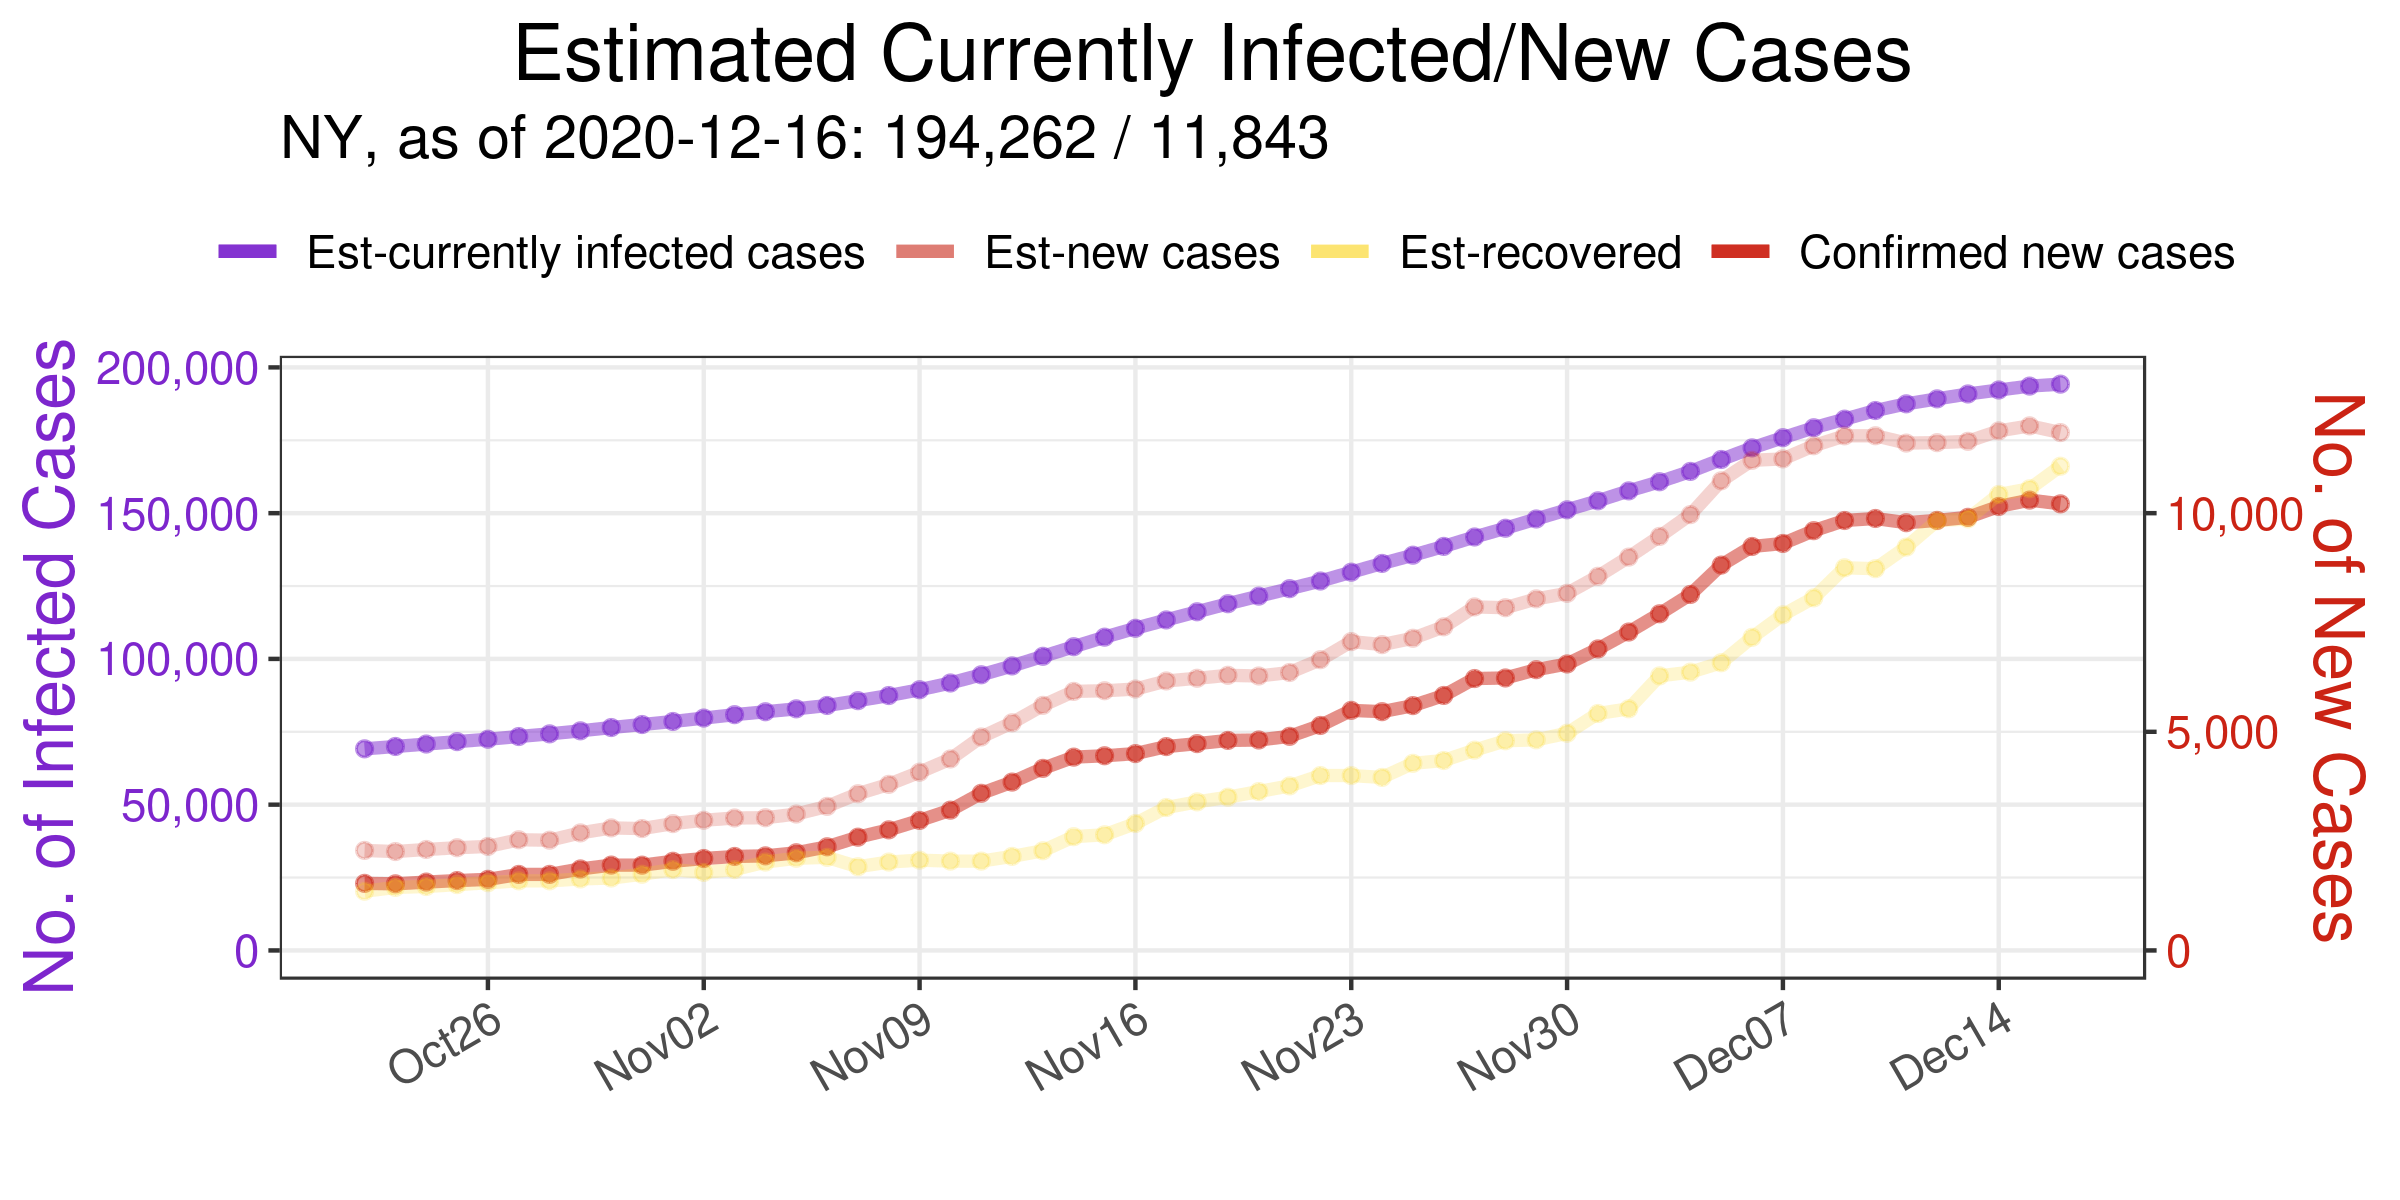 Estimated Currently Infected/New Cases
NY, as of 2020-12-16: 194,262 / 11,843
Est-currently infected cases Est-new cases Est-recovered Confirmed new cases
No. of Infected Cases
200,000
150,000
100,000
50,000
0
10,000
5,000
0
No. of New Cases
Oct26 Nov02 Nov09 Nov16 Nov23 Nov30 Dec07 Dec14